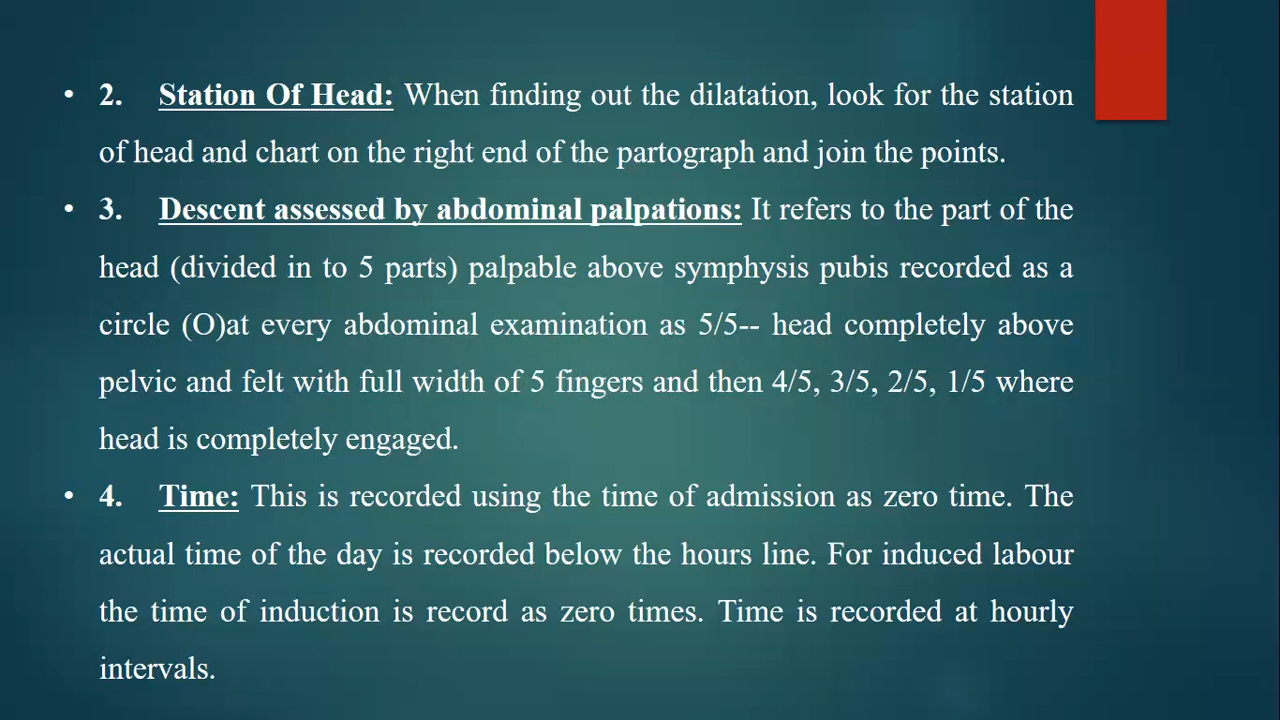 • 2. Station Of Head: When finding out the dilatation, look for the station
of head and chart on the right end of the partograph and join the points.
• 3. Descent assessed by abdominal palpations: It refers to the part of the
head (divided in to 5 parts) palpable above symphysis pubis recorded as a
circle (O)at every abdominal examination as 5/5-- head completely above
pelvic and felt with full width of 5 fingers and then 4/5, 3/5, 2/5, 1/5 where
head is completely engaged.
• 4. Time: This is recorded using the time of admission as zero time. The
actual time of the day is recorded below the hours line. For induced labour
the time of induction is record as zero times. Time is recorded at hourly
intervals.